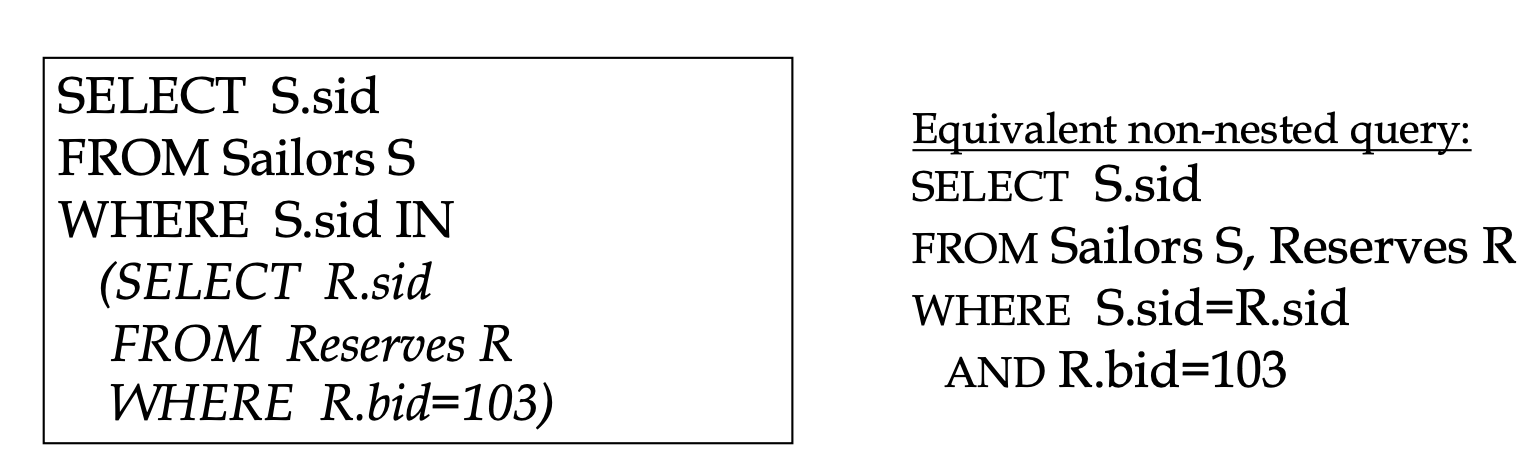 SELECT S.sid
FROM Sailors S
WHERE S.sid IN
(SELECT R.sid
FROM Reserves R
WHERE R.bid=103)
Equivalent non-nested query:
SELECT S.sid
FROM Sailors S, Reserves R
WHERE S.sid=R.sid
AND R.bid=103